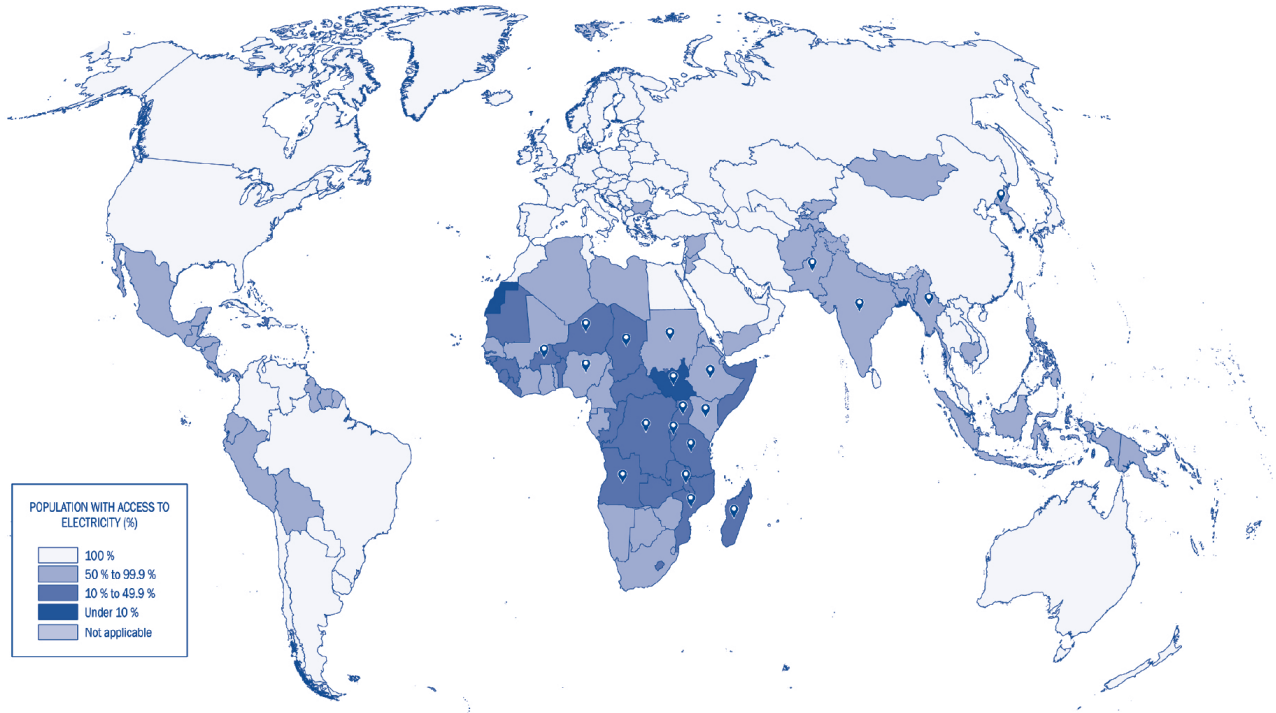 POPULATION WITH ACCESS TO
ELECTRICITY (%)
100 %
50 % to 99.9 %
10 % to 49.9 %
Under 10 %
Not applicable